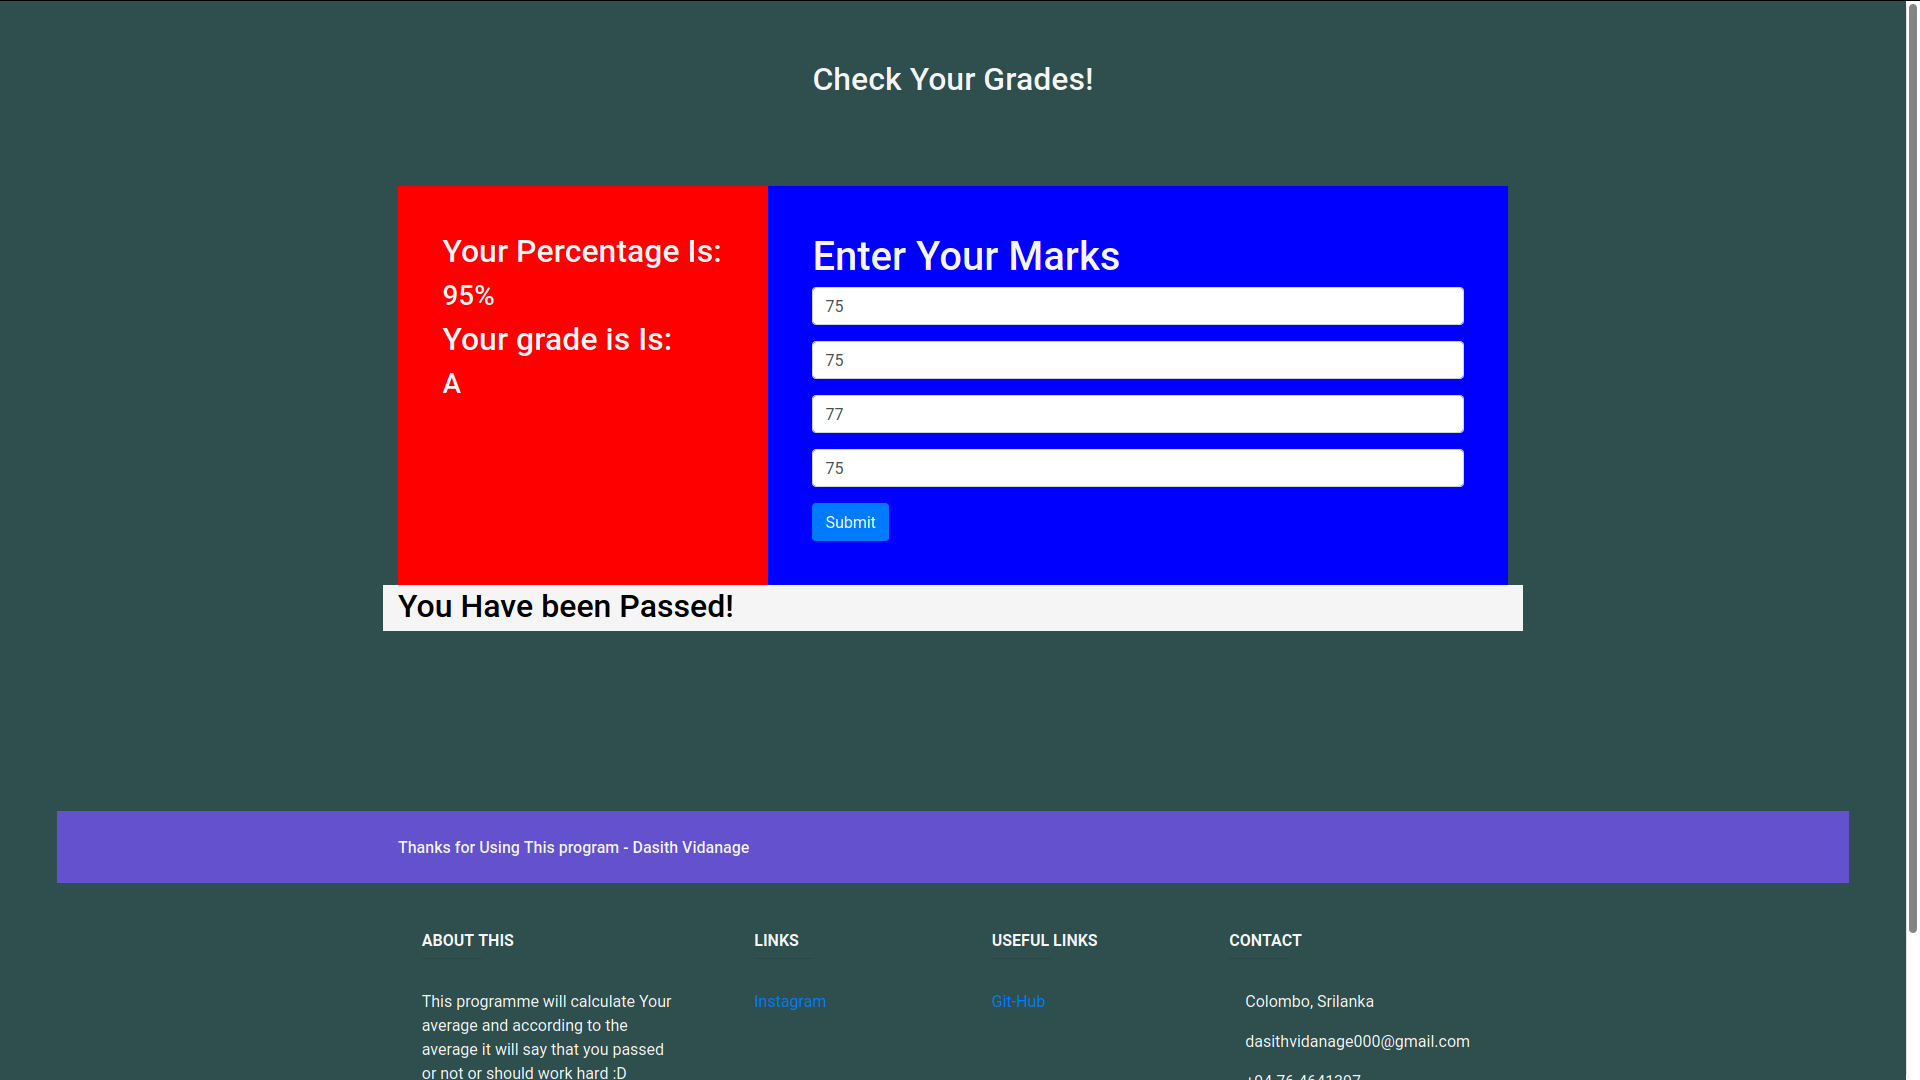 Check Your Grades!
Your Percentage Is:
95%
Your grade is Is:
A
Enter Your Marks
75
75
77
75
Submit
You Have been Passed!
Thanks for Using This program - Dasith Vidanage
ABOUT THIS
This programme will calculate Your
average and according to the
average it will say that you passed
or not or should work hard :D
LINKS
Instagram
USEFUL LINKS
Git-Hub
CONTACT
Colombo, Srilanka
dasithvidanage000@gmail.com